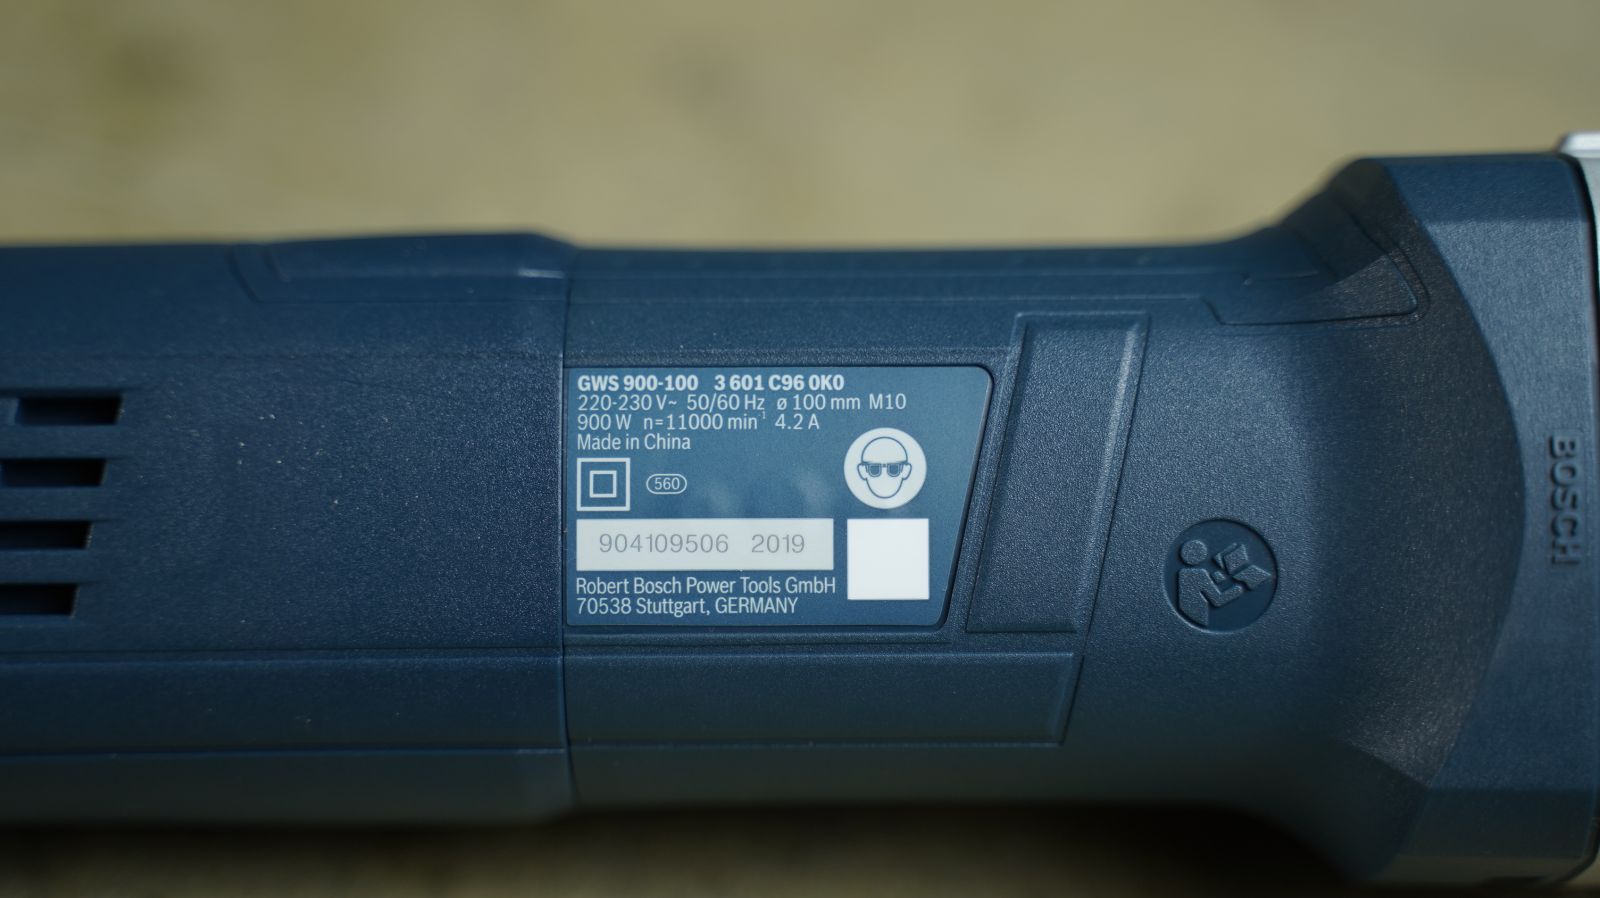 GWS 900-100 3 601 C96 0K0
220-230 V~ 50/60 Hz ø 100 mm M10
900 W n=11000 min⁻¹ 4.2 A
Made in China
560
904109506 2019
Robert Bosch Power Tools GmbH
70538 Stuttgart, GERMANY
BOSCH